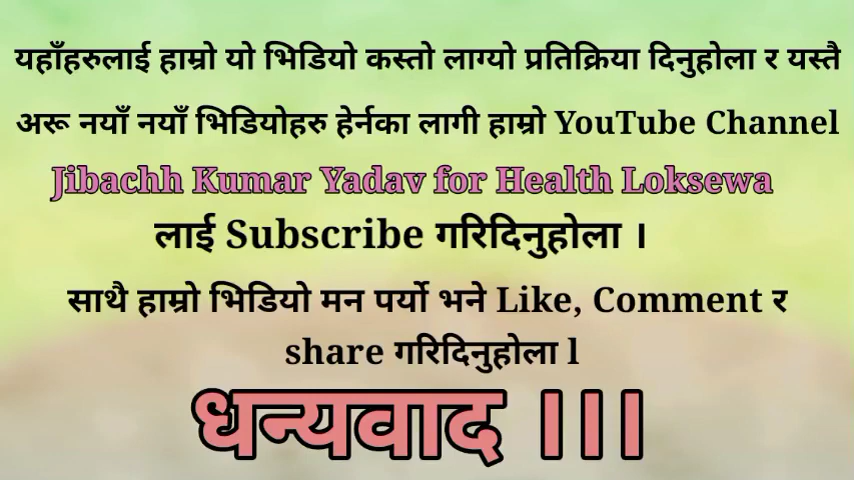 यहाँहरुलाई हाम्रो यो भिडियो कस्तो लाग्यो प्रतिक्रिया दिनुहोला र यस्तै
अरू नयाँ नयाँ भिडियोहरु हेर्नका लागी हाम्रो YouTube Channel
Jibachh Kumar Yadav for Health Loksewa
लाई Subscribe गरिदिनुहोला ।
साथै हाम्रो भिडियो मन पर्यो भने Like, Comment र
share गरिदिनुहोला l
धन्यवाद ।।।